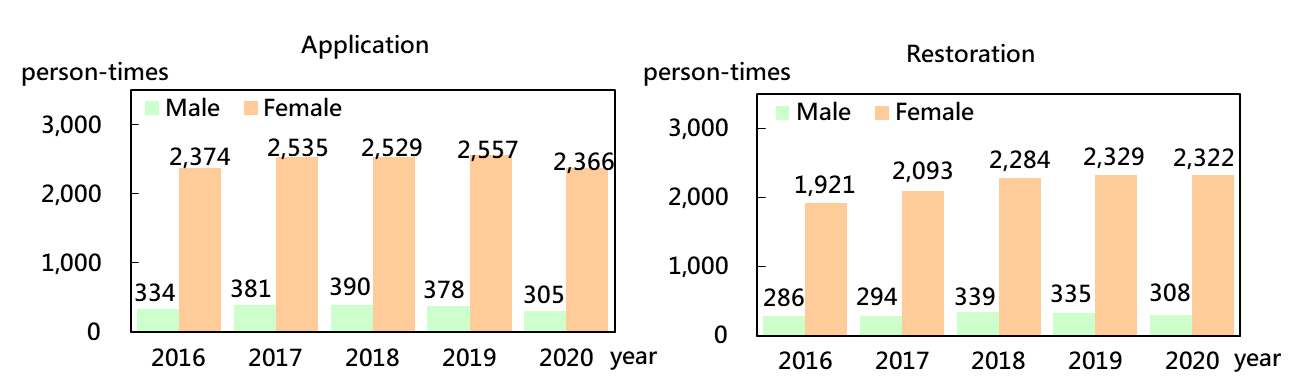 Application
person-times
Male Female
3,000
2,000
1,000
0
2,374 2,535 2,529 2,557 2,366
334 381 390 378 305
2016 2017 2018 2019 2020 year
Restoration
person-times
Male Female
3,000
2,000
1,000
0
1,921 2,093 2,284 2,329 2,322
286 294 339 335 308
2016 2017 2018 2019 2020 year